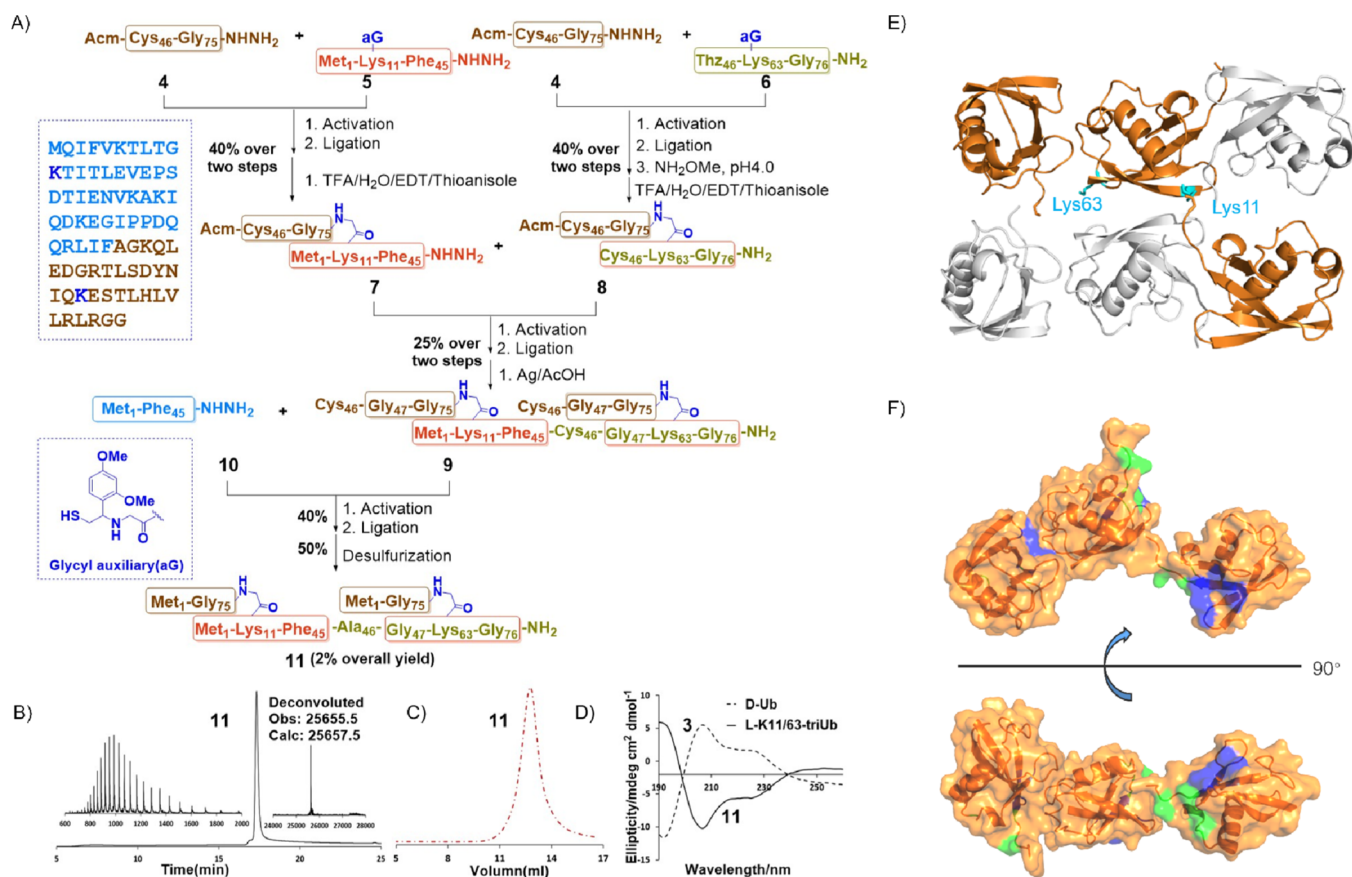 A)
Acm-Cys46-Gly75-NHNH2 + aG Met1-Lys11-Phe45-NHNH2
4 5
Acm-Cys46-Gly75-NHNH2 + aG Thz46-Lys63-Gly76-NH2
4 6
MQIFVKTLTG
KTITLEVEPS
DTIENVKAKI
QDKEGIPPDQ
QRLIFAGKQL
EDGRTLSDYN
IQKESTLHLV
LRLRGG
40% over
two steps
1. Activation
2. Ligation
1. TFA/H2O/EDT/Thioanisole
40% over
two steps
1. Activation
2. Ligation
3. NH2OMe, pH4.0
TFA/H2O/EDT/Thioanisole
Acm-Cys46-Gly75 H N O
Met1-Lys11-Phe45-NHNH2
7
+
Acm-Cys46-Gly75 H N O
Cys46-Lys63-Gly76-NH2
8
25% over
two steps
1. Activation
2. Ligation
1. Ag/AcOH
Met1-Phe45-NHNH2 +
10
Cys46-Gly47-Gly75 H N O Cys46-Gly47-Gly75 H N O
Met1-Lys11-Phe45-Cys46-Gly47-Lys63-Gly76-NH2
9
OMe
OMe
HS
N
H
O
Glycyl auxiliary(aG)
40%
1. Activation
2. Ligation
50%
Desulfurization
Met1-Gly75 H N O Met1-Gly75 H N O
Met1-Lys11-Phe45-Ala46-Gly47-Lys63-Gly76-NH2
11 (2% overall yield)
B)
11
Deconvoluted
Obs: 25655.5
Calc: 25657.5
600 800 1000 1200 1400 1600 1800 2000
24000 25000 26000 27000 28000
5 10 15 20 25
Time(min)
C)
11
5 11 17
Volumn(ml)
D)
Ellipticity/mdeg cm2 dmol-1
10
5
0
-5
-10
-15
190 210 230 250
3
D-Ub
L-K11/63-triUb
11
Wavelength/nm
E)
Lys63
Lys11
F)
90°